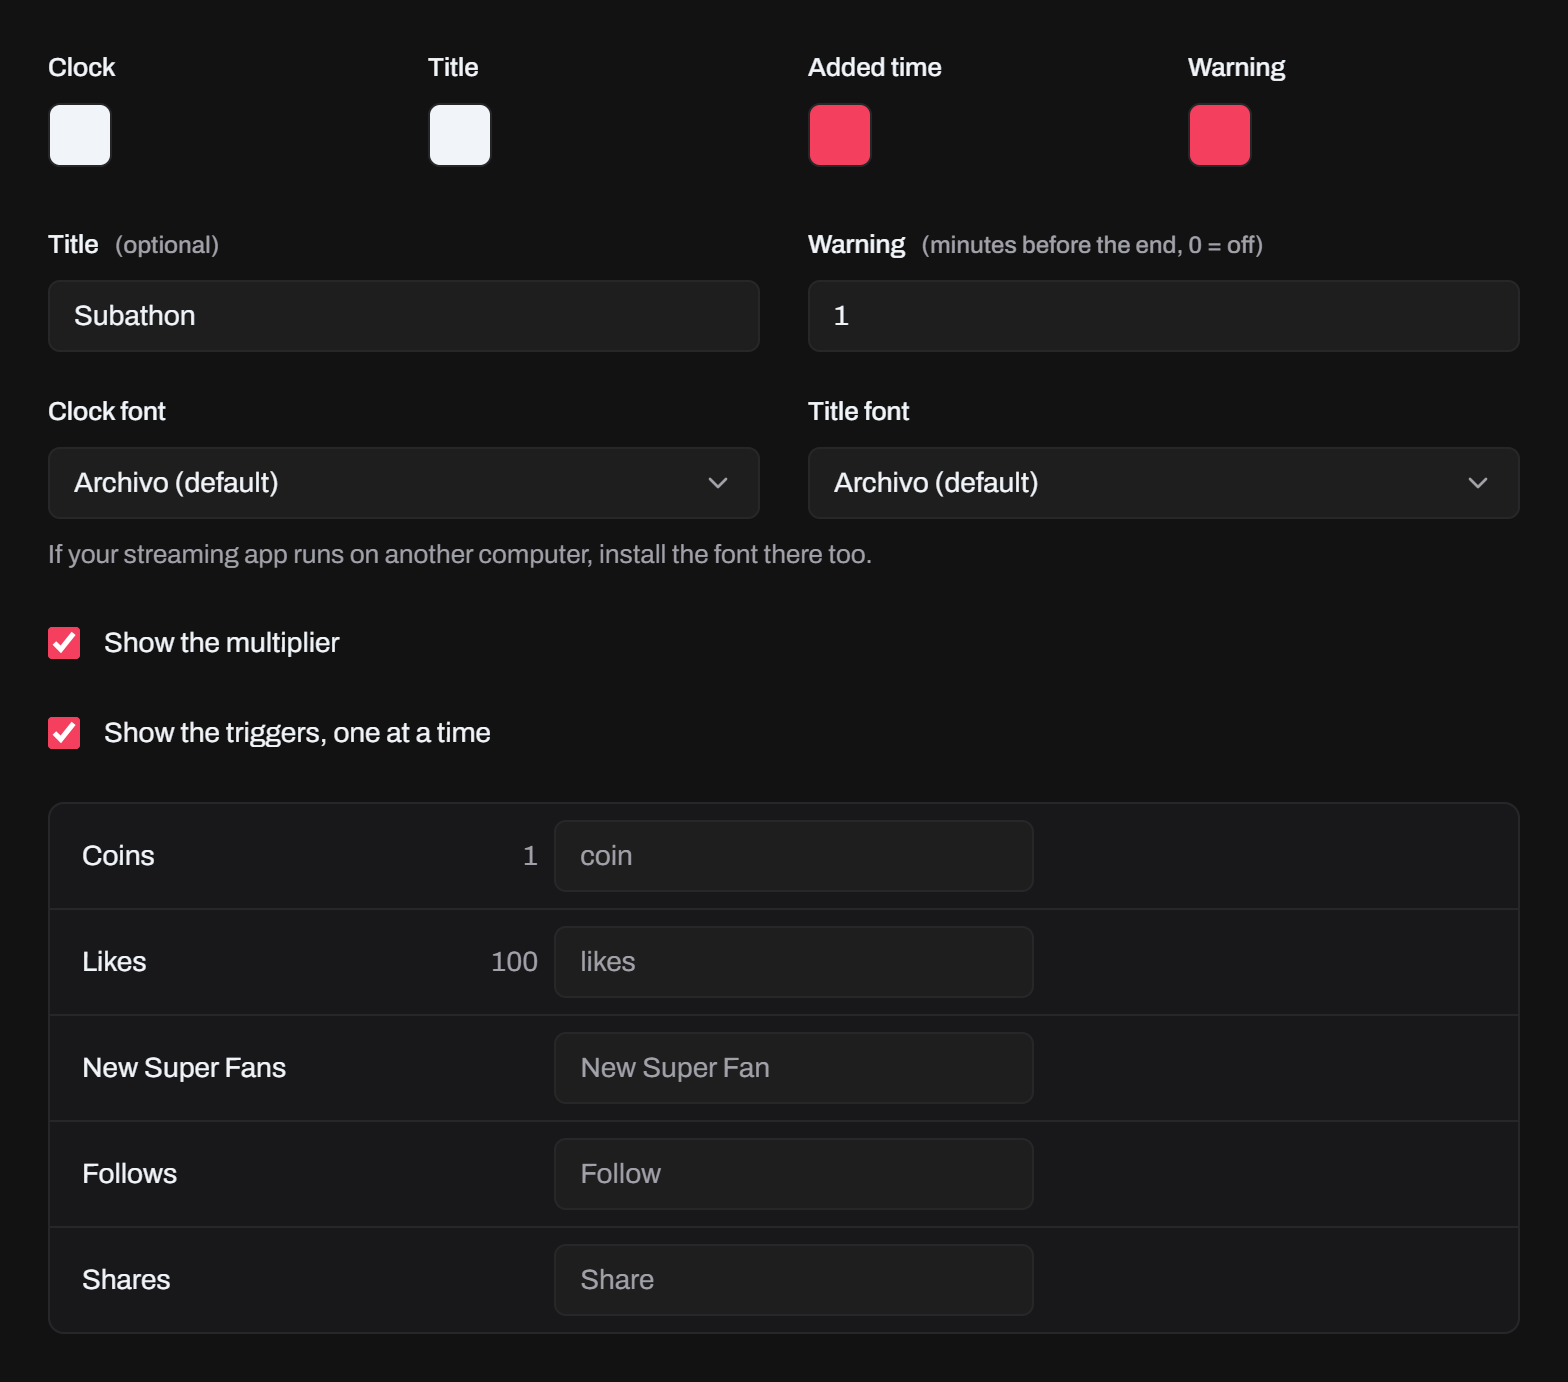 Clock Title Added time Warning
Title (optional) Warning (minutes before the end, 0 = off)
Subathon 1
Clock font Title font
Archivo (default) Archivo (default)
If your streaming app runs on another computer, install the font there too.
Show the multiplier
Show the triggers, one at a time
Coins 1 coin
Likes 100 likes
New Super Fans New Super Fan
Follows Follow
Shares Share